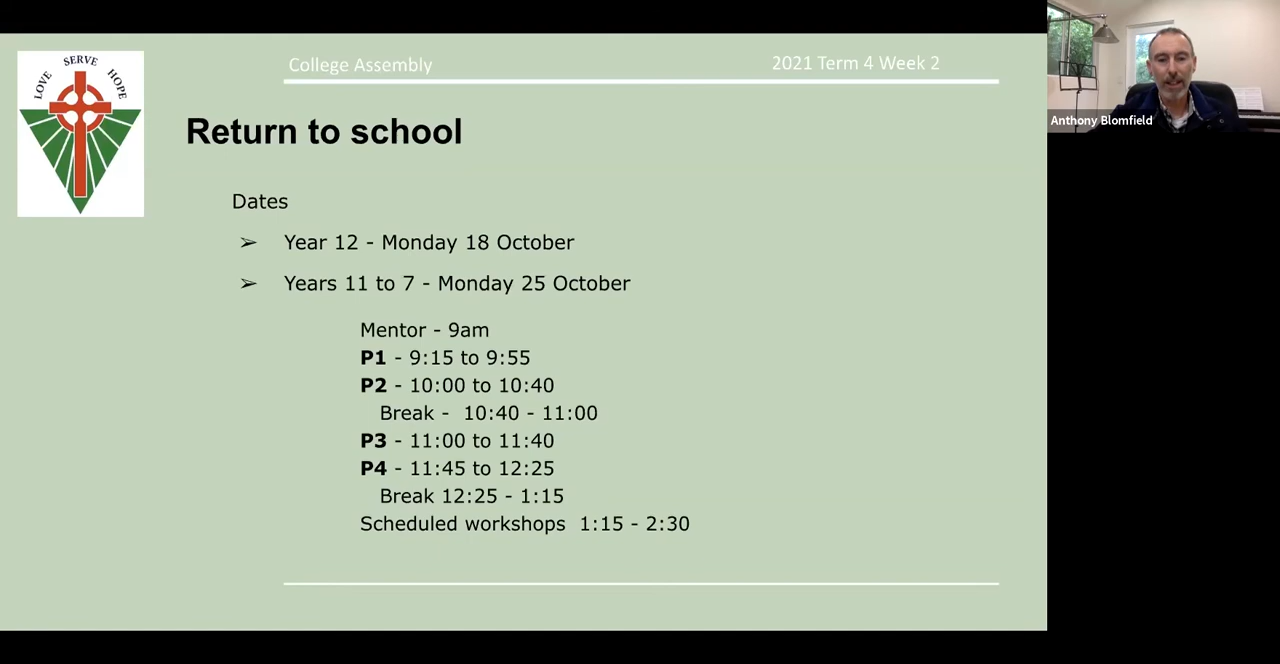 LOVE SERVE HOPE
College Assembly
2021 Term 4 Week 2
Anthony Blomfield
Return to school
Dates
➢ Year 12 - Monday 18 October
➢ Years 11 to 7 - Monday 25 October
Mentor - 9am
P1 - 9:15 to 9:55
P2 - 10:00 to 10:40
Break - 10:40 - 11:00
P3 - 11:00 to 11:40
P4 - 11:45 to 12:25
Break 12:25 - 1:15
Scheduled workshops 1:15 - 2:30